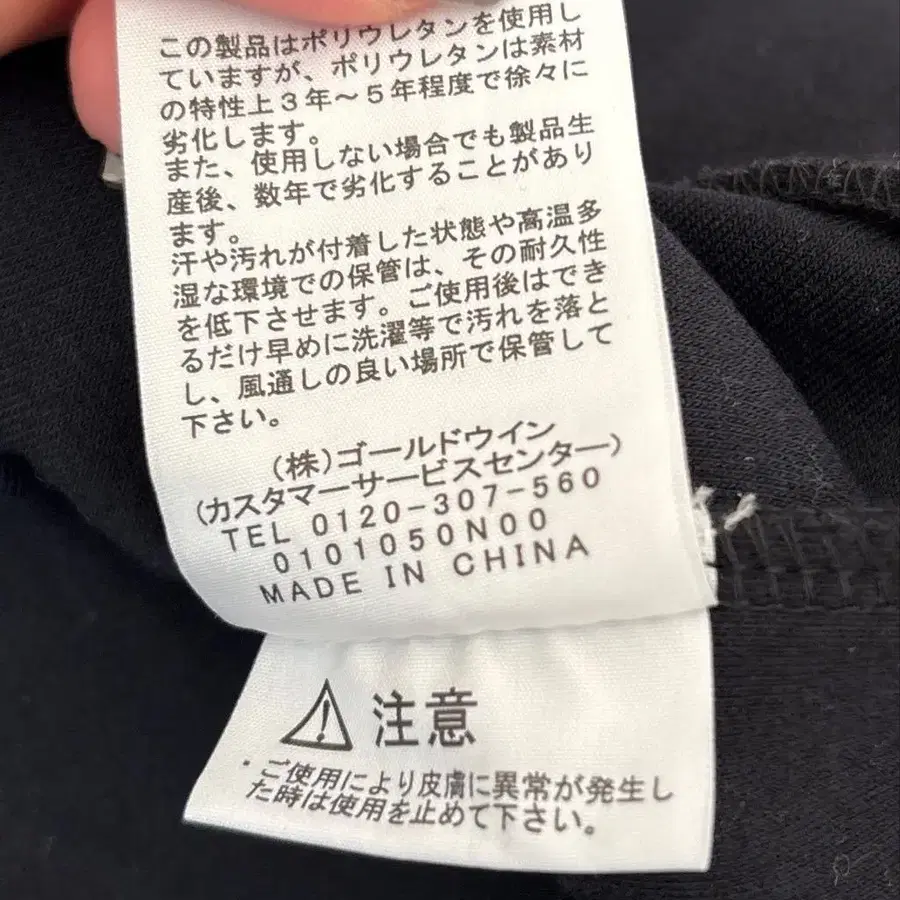 この製品はポリウレタンを使用し
ていますが、ポリウレタンは素材
の特性上3年～5年程度で徐々に
劣化します。
また、使用しない場合でも製品生
産後、数年で劣化することがあり
ます。
汗や汚れが付着した状態や高温多
湿な環境での保管は、その耐久性
を低下させます。ご使用後はでき
るだけ早めに洗濯等で汚れを落と
し、風通しの良い場所で保管して
下さい。
(株)ゴールドウイン
(カスタマーサービスセンター)
TEL 0120-307-560
0101050N00
MADE IN CHINA
⚠ 注意
・ご使用により皮膚に異常が発生し
た時は使用を止めて下さい。